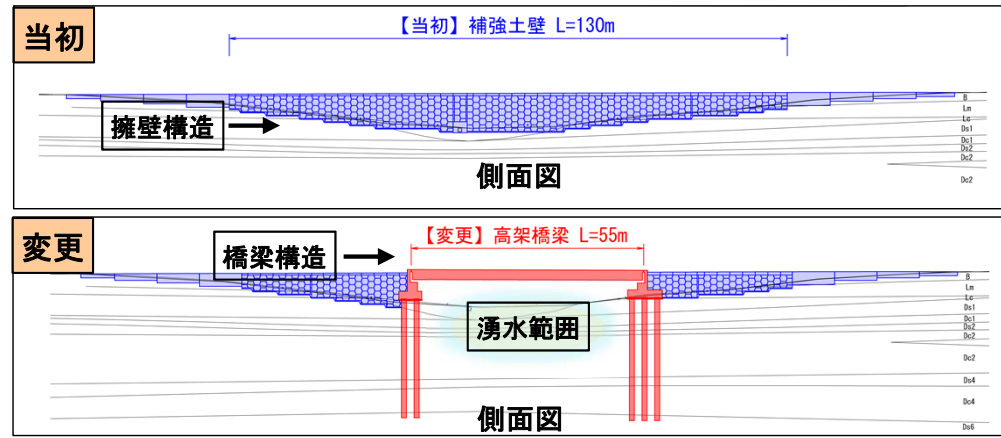 当初
【当初】補強土壁 L=130m
擁壁構造
側面図
B
Lm
Lc
Ds1
Dc1
Ds2
Dc2
Dc2
変更
橋梁構造
【変更】高架橋梁 L=55m
湧水範囲
側面図
B
Lm
Lc
Ds1
Dc1
Ds2
Dc2
Dc2
Ds4
Dc4
Ds6